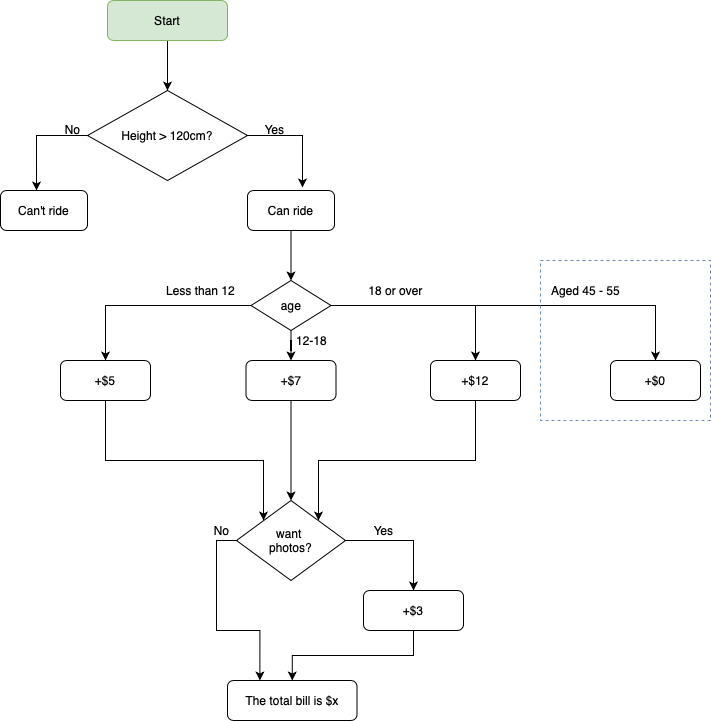 Start
Height > 120cm?
No
Yes
Can't ride
Can ride
Less than 12
age
18 or over
Aged 45 - 55
12-18
+$5
+$7
+$12
+$0
No
want
photos?
Yes
+$3
The total bill is $x